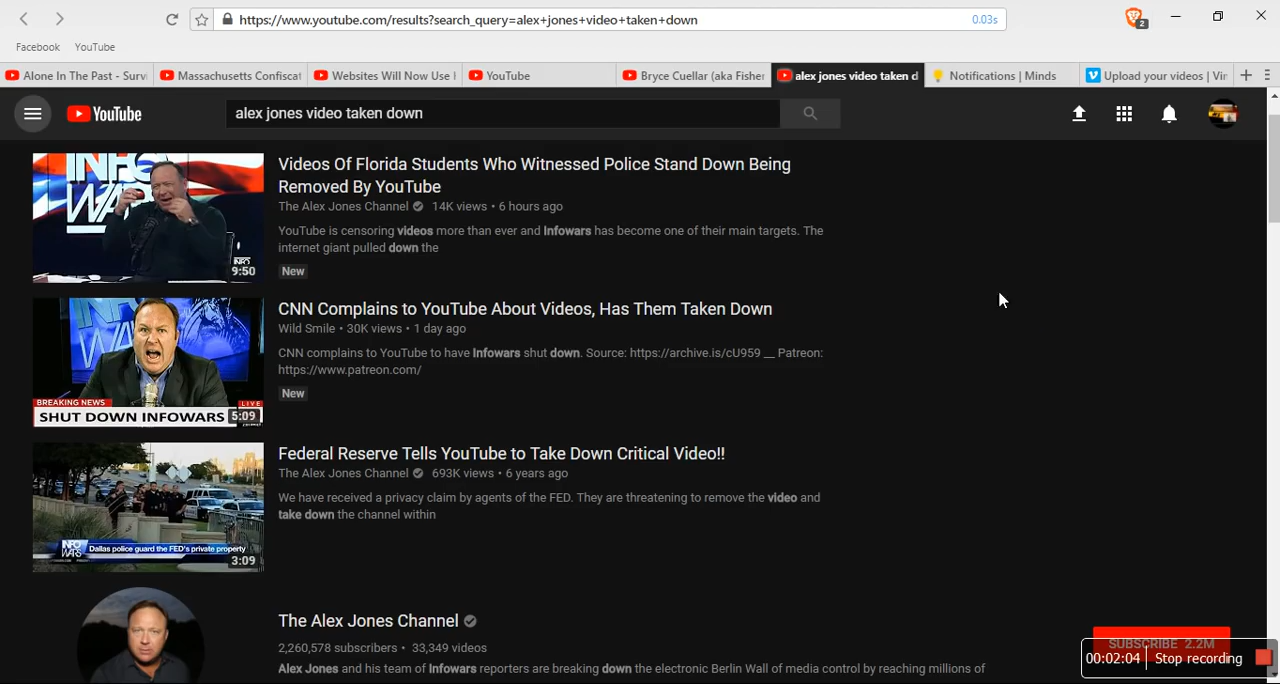 https://www.youtube.com/results?search_query=alex+jones+video+taken+down
0.03s
2
Facebook
YouTube
Alone In The Past - Survi
Massachusetts Confiscat
Websites Will Now Use
YouTube
Bryce Cuellar (aka Fisher
alex jones video taken d
Notifications | Minds
Upload your videos | Vin
YouTube
alex jones video taken down
INFO WARS
9:50
Videos Of Florida Students Who Witnessed Police Stand Down Being
Removed By YouTube
The Alex Jones Channel 14K views • 6 hours ago
YouTube is censoring videos more than ever and Infowars has become one of their main targets. The
internet giant pulled down the
New
BREAKING NEWS
LIVE
SHUT DOWN INFOWARS
5:09
CNN Complains to YouTube About Videos, Has Them Taken Down
Wild Smile • 30K views • 1 day ago
CNN complains to YouTube to have Infowars shut down. Source: https://archive.is/cU959 __ Patreon:
https://www.patreon.com/
New
INFO WARS
Dallas police guard the FED's private property
3:09
Federal Reserve Tells YouTube to Take Down Critical Video!!
The Alex Jones Channel 693K views • 6 years ago
We have received a privacy claim by agents of the FED. They are threatening to remove the video and
take down the channel within
The Alex Jones Channel
2,260,578 subscribers • 33,349 videos
Alex Jones and his team of Infowars reporters are breaking down the electronic Berlin Wall of media control by reaching millions of
SUBSCRIBE 2.2M
00:02:04 Stop recording